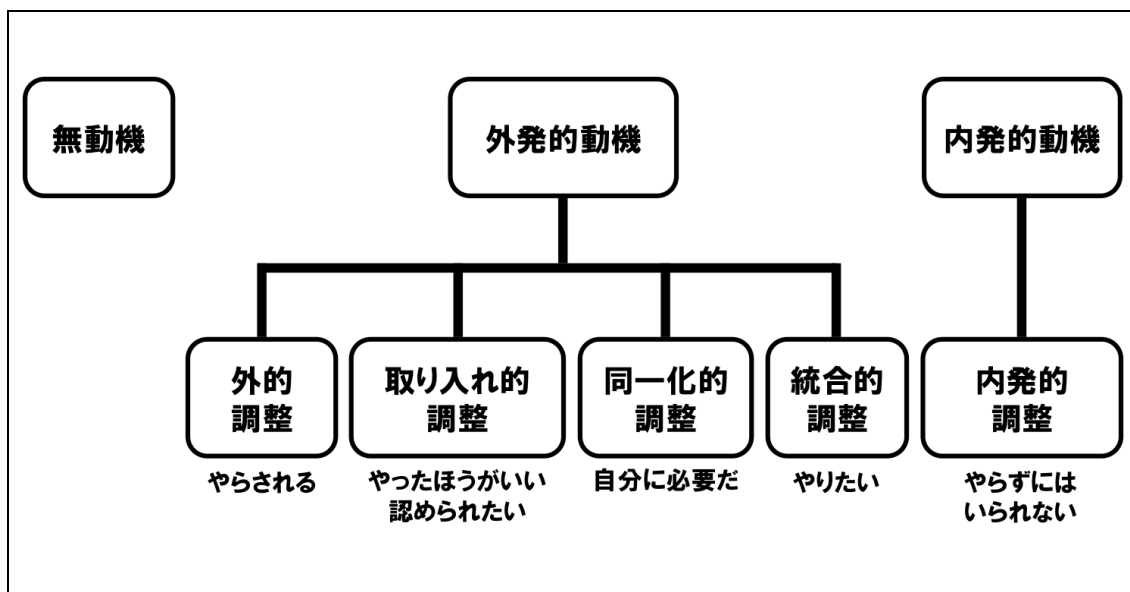 無動機
外発的動機
内発的動機
外的
調整
取り入れ的
調整
同一化的
調整
統合的
調整
内発的
調整
やらされる
やったほうがいい
認められたい
自分に必要だ
やりたい
やらずには
いられない